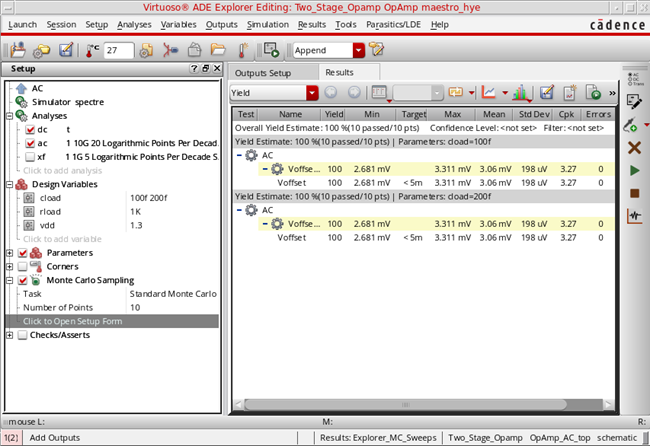 Virtuoso® ADE Explorer Editing: Two_Stage_Opamp OpAmp maestro_hye
Launch Session Setup Analyses Variables Outputs Simulation Results Tools Parasitics/LDE Help cādence
27 Append
Setup
AC
Simulator spectre
Analyses
dc t
ac 1 10G 20 Logarithmic Points Per Decad...
xf 1G 5 Logarithmic Points Per Decade S...
Click to add analysis
Design Variables
cload 100f 200f
rload 1K
vdd 1.3
Click to add variable
Parameters
Corners
Monte Carlo Sampling
Task Standard Monte Carlo
Number of Points 10
Click to Open Setup Form
Checks/Asserts
Outputs Setup Results
Yield
Test Name Yield Min Target Max Mean Std Dev Cpk Errors
Overall Yield Estimate: 100 %(10 passed/10 pts) Confidence Level: <not set> Filter: <not set>
Yield Estimate: 100 %(10 passed/10 pts) | Parameters: cload=100f
AC
Voffse... 100 2.681 mV 3.311 mV 3.06 mV 198 uV 3.27 0
Voffset 100 2.681 mV < 5m 3.311 mV 3.06 mV 198 uV 3.27 0
Yield Estimate: 100 %(10 passed/10 pts) | Parameters: cload=200f
AC
Voffse... 100 2.681 mV 3.311 mV 3.06 mV 198 uV 3.27 0
Voffset 100 2.681 mV < 5m 3.311 mV 3.06 mV 198 uV 3.27 0
AC
DC
Trans
mouse L: M: R:
1(2) Add Outputs Results: Explorer_MC_Sweeps Two_Stage_Opamp OpAmp_AC_top schematic